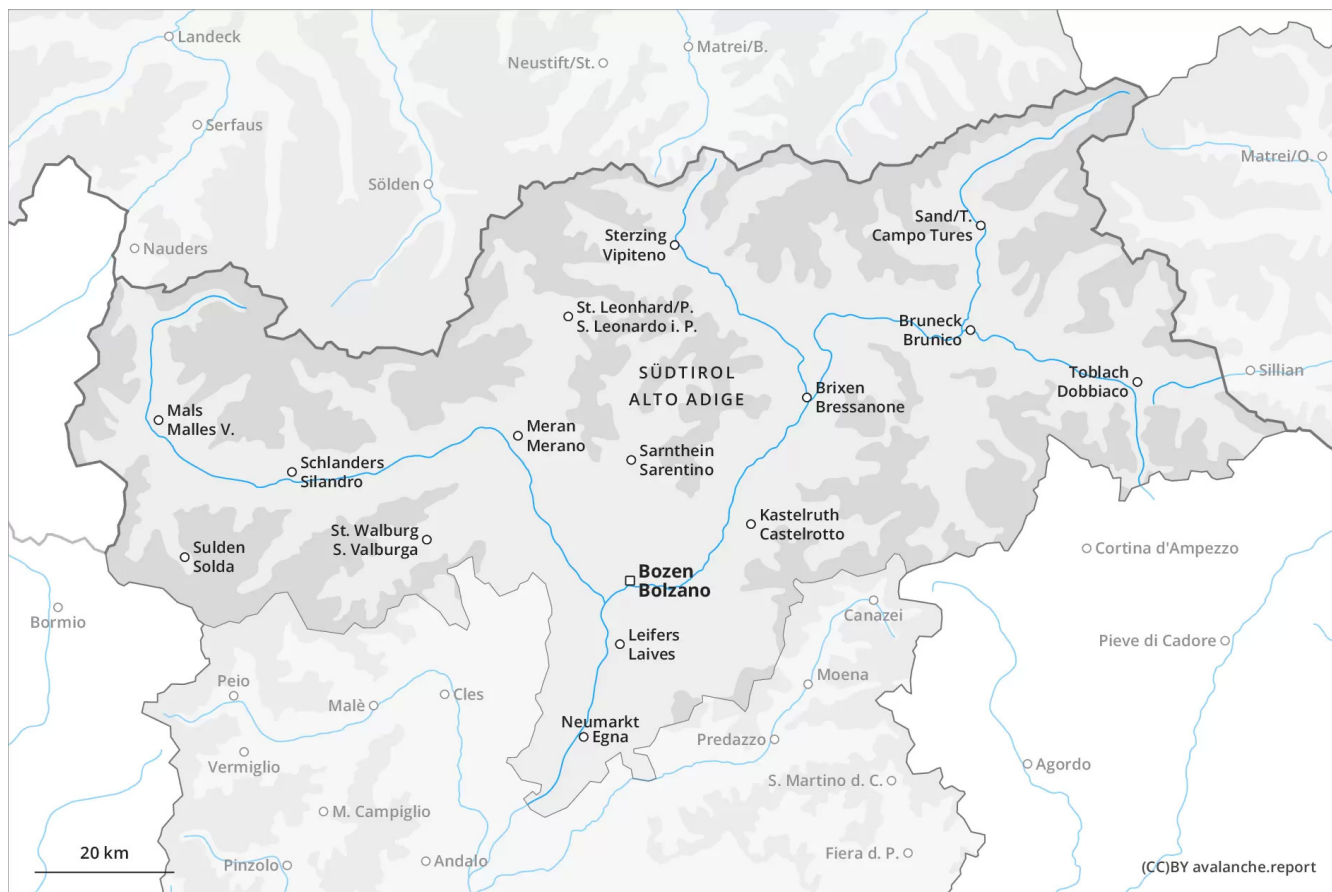 Landeck
Matrei/B.
Neustift/St.
Serfaus
Matrei/O.
Sölden
Sand/T.
Campo Tures
Sterzing
Vipiteno
Nauders
St. Leonhard/P.
S. Leonardo i. P.
Bruneck
Brunico
SÜDTIROL
ALTO ADIGE
Toblach
Dobbiaco
Sillian
Brixen
Bressanone
Mals
Malles V.
Meran
Merano
Sarnthein
Sarentino
Schlanders
Silandro
Kastelruth
Castelrotto
St. Walburg
S. Valburga
Sulden
Solda
Cortina d'Ampezzo
Bozen
Bolzano
Bormio
Canazei
Leifers
Laives
Pieve di Cadore
Peio
Moena
Malè
Cles
Neumarkt
Egna
Predazzo
Vermiglio
Agordo
S. Martino d. C.
M. Campiglio
20 km
Pinzolo
Andalo
Fiera d. P.
(CC)BY avalanche.report